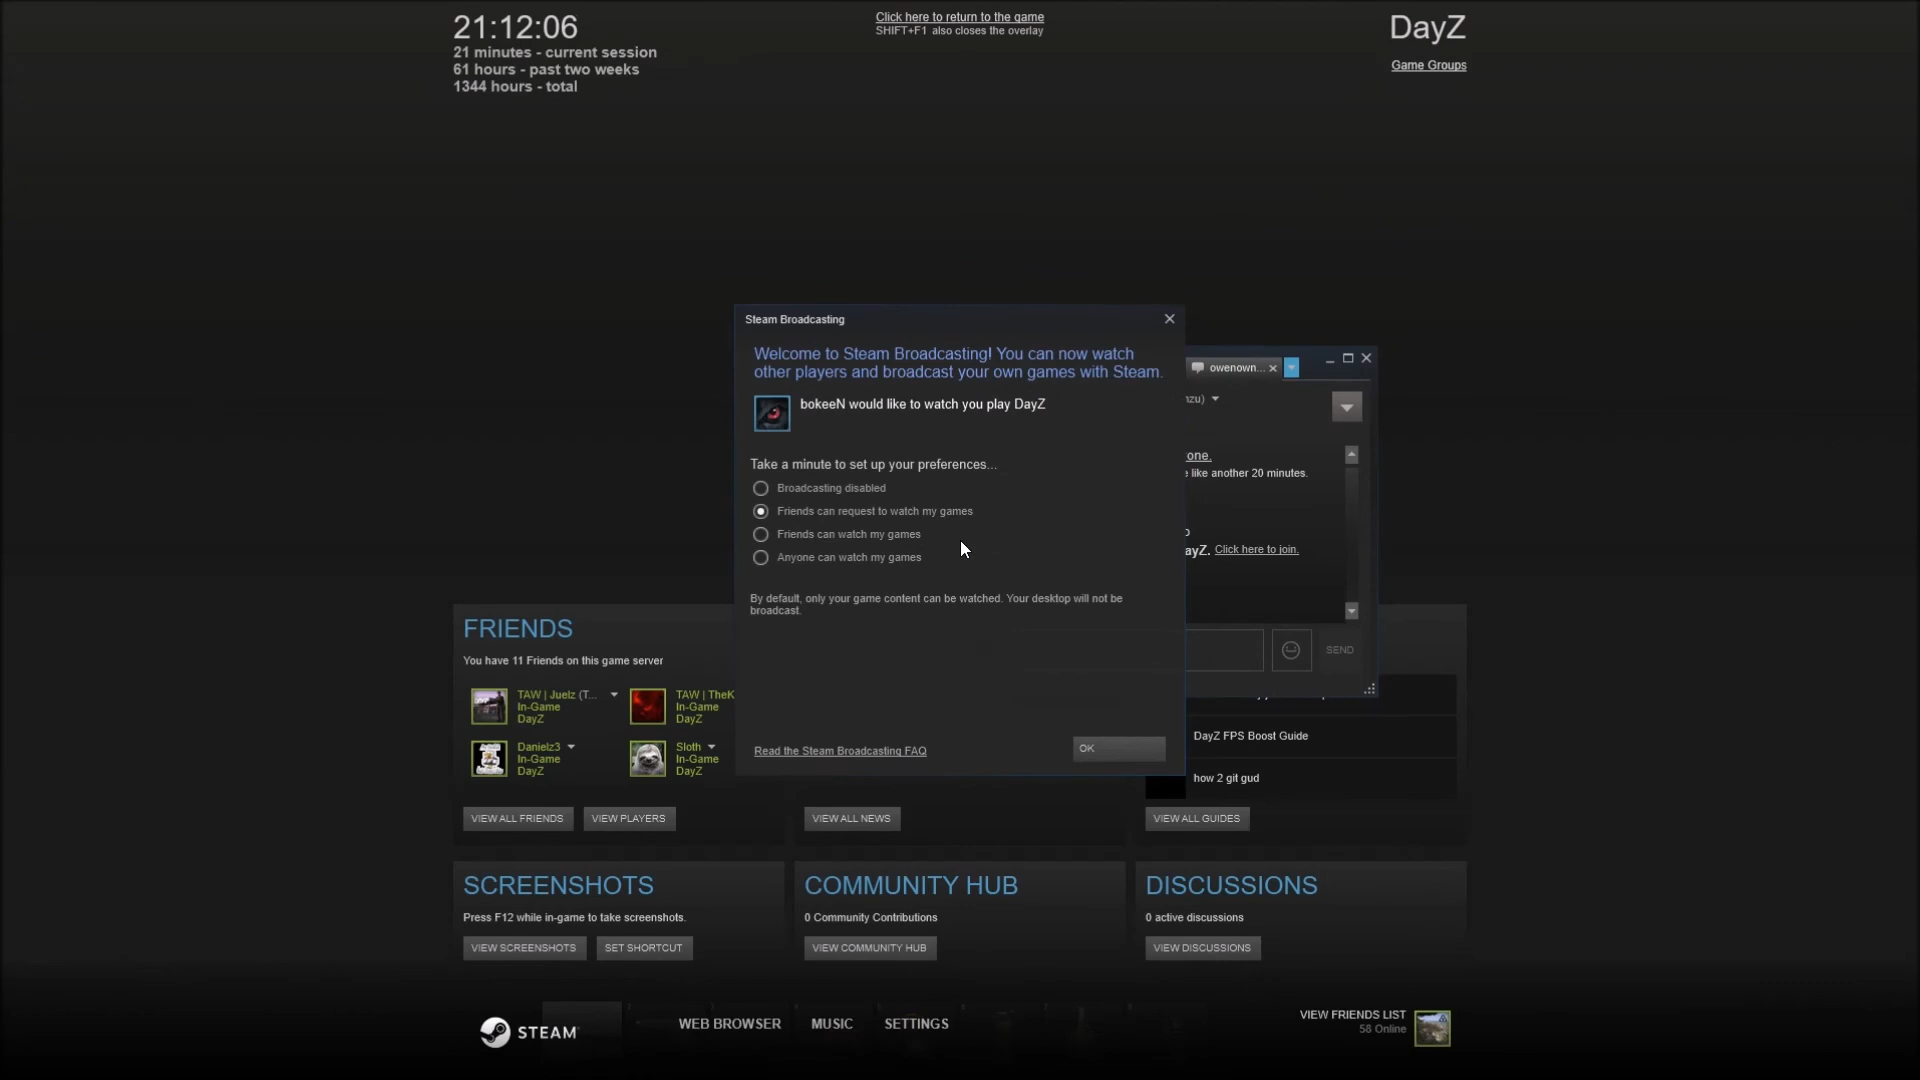 21:12:06
21 minutes - current session
61 hours - past two weeks
1344 hours - total
Click here to return to the game
SHIFT+F1 also closes the overlay
DayZ
Game Groups
Steam Broadcasting
Welcome to Steam Broadcasting! You can now watch
other players and broadcast your own games with Steam.
bokeeN would like to watch you play DayZ
Take a minute to set up your preferences...
Broadcasting disabled
Friends can request to watch my games
Friends can watch my games
Anyone can watch my games
By default, only your game content can be watched. Your desktop will not be
broadcast.
Read the Steam Broadcasting FAQ
OK
owenown...
nzu)
one.
like another 20 minutes.
ayZ. Click here to join.
SEND
FRIENDS
You have 11 Friends on this game server
TAW | Juelz (T...
In-Game
DayZ
TAW | TheK
In-Game
DayZ
Danielz3
In-Game
DayZ
Sloth
In-Game
DayZ
VIEW ALL FRIENDS
VIEW PLAYERS
VIEW ALL NEWS
DayZ FPS Boost Guide
how 2 git gud
VIEW ALL GUIDES
SCREENSHOTS
Press F12 while in-game to take screenshots.
VIEW SCREENSHOTS
SET SHORTCUT
COMMUNITY HUB
0 Community Contributions
VIEW COMMUNITY HUB
DISCUSSIONS
0 active discussions
VIEW DISCUSSIONS
STEAM
WEB BROWSER
MUSIC
SETTINGS
VIEW FRIENDS LIST
58 Online